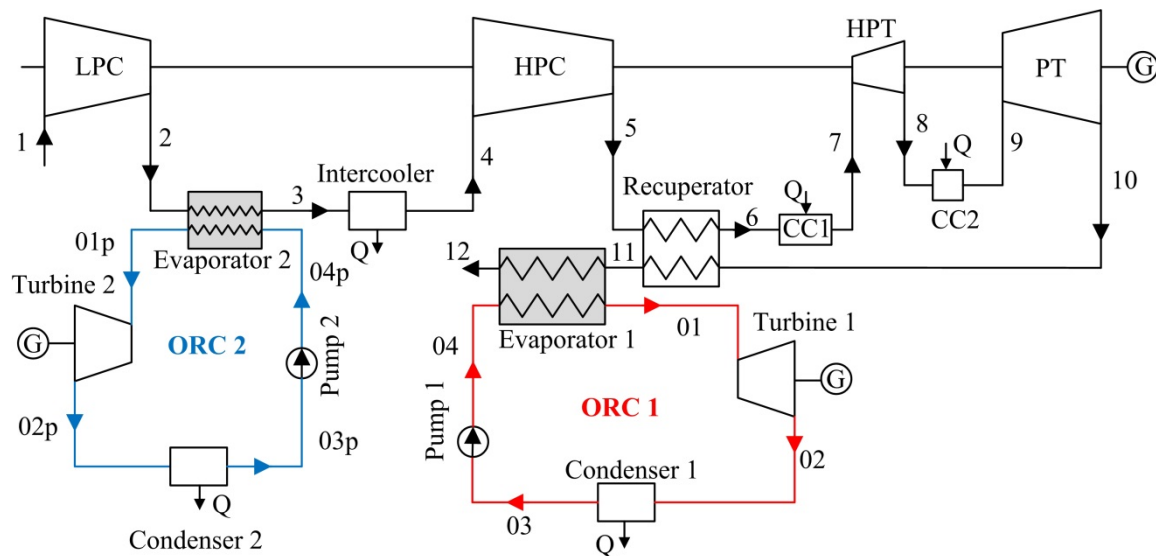 HPT
LPC
HPC
PT
G
1
2
5
4
7
8
9
Q
Intercooler
Recuperator
3
Q
6
10
CC1
CC2
01p
Q
12
11
Evaporator 2
04p
Turbine 2
01
Turbine 1
Evaporator 1
G
ORC 2
Pump 2
04
G
ORC 1
Pump 1
02p
03p
02
Condenser 1
Q
03
Condenser 2
Q